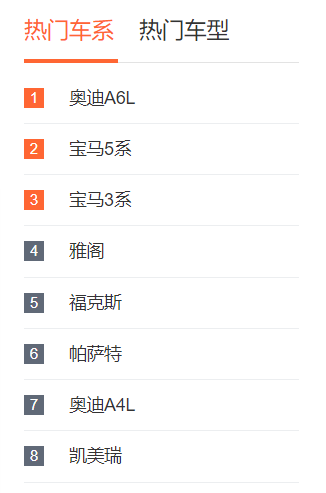 热门车系 热门车型
1 奥迪A6L
2 宝马5系
3 宝马3系
4 雅阁
5 福克斯
6 帕萨特
7 奥迪A4L
8 凯美瑞